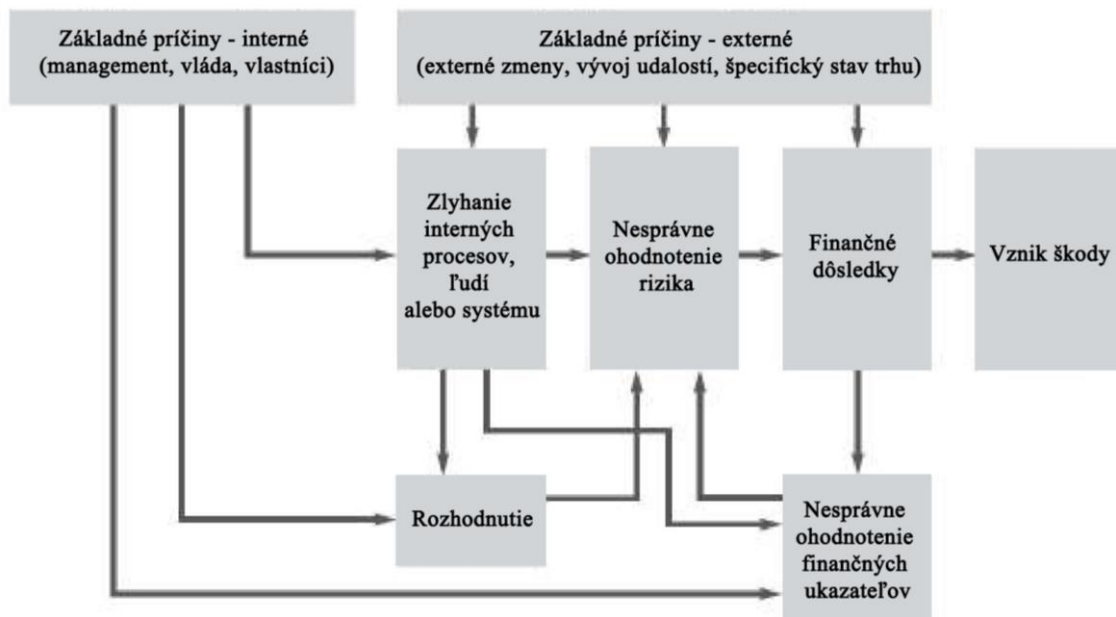 Základné príčiny - interné
(management, vláda, vlastníci)
Základné príčiny - externé
(externé zmeny, vývoj udalostí, špecifický stav trhu)
Zlyhanie
interných
procesov,
ľudí
alebo systému
Nesprávne
ohodnotenie
rizika
Finančné
dôsledky
Vznik škody
Rozhodnutie
Nesprávne
ohodnotenie
finančných
ukazateľov